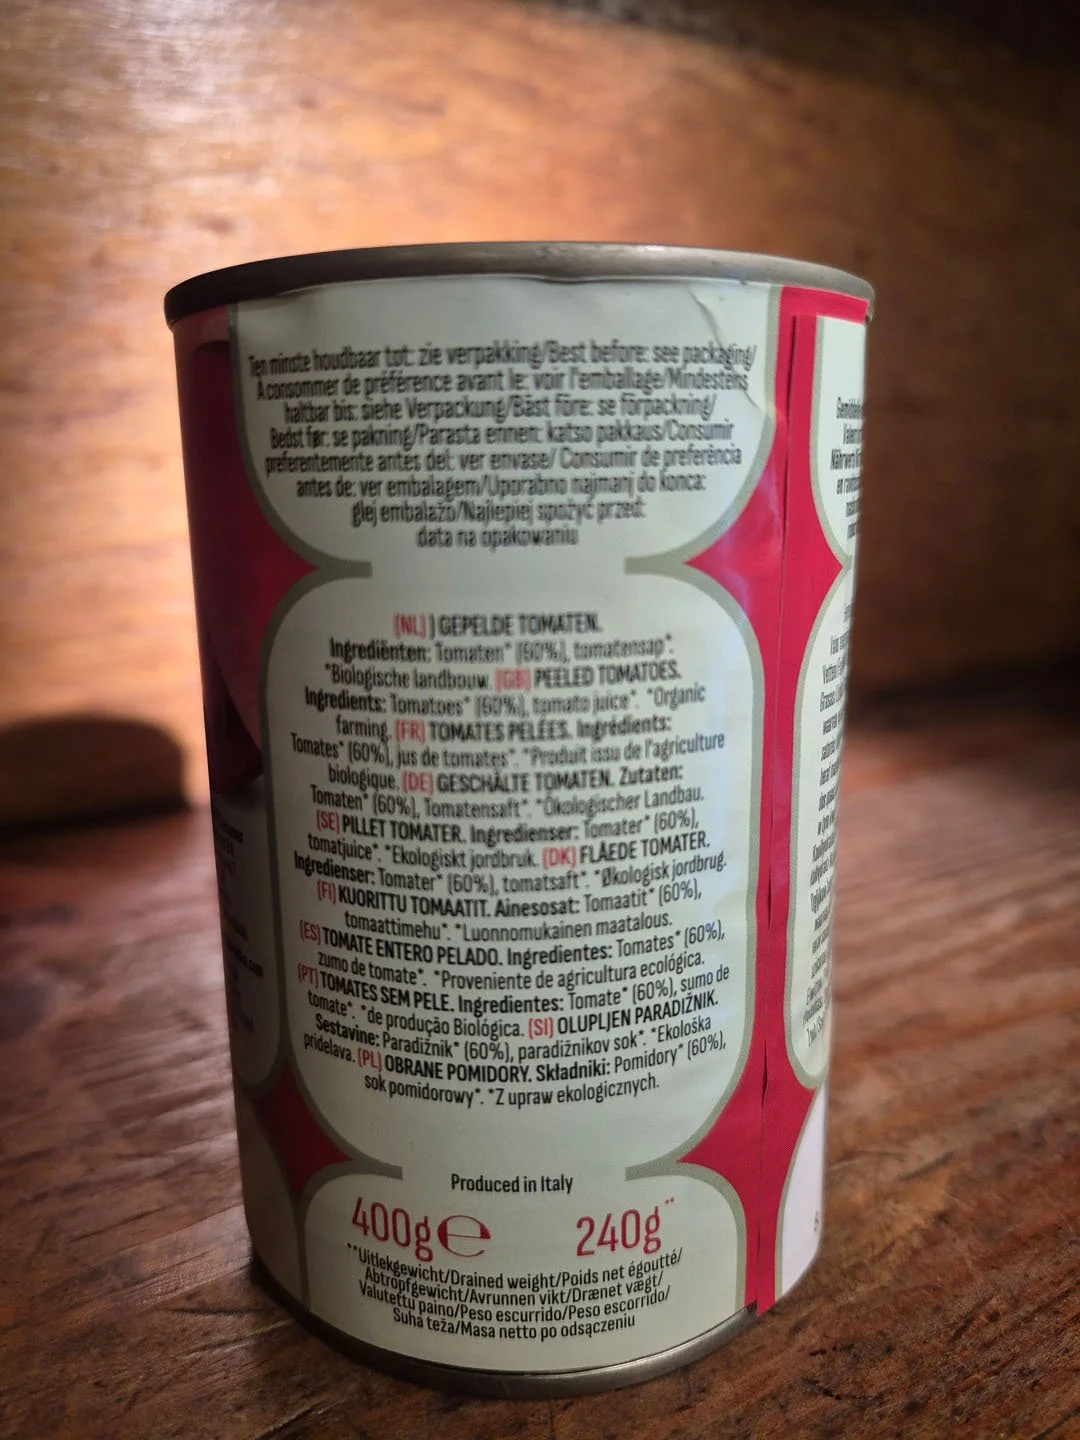 Ten minste houdbaar tot: zie verpakking/Best before: see packaging/
A consommer de préférence avant le: voir l'emballage/Mindestens
haltbar bis: siehe Verpackung/Bäst före: se förpackning/
Bedst før: se pakning/Parasta ennen: katso pakkaus/Consumir
preferentemente antes del: ver envase/ Consumir de preferência
antes de: ver embalagem/Uporabno najmanj do konca:
glej embalažo/Najlepiej spożyć przed:
data na opakowaniu
(NL) ) GEPELDE TOMATEN.
Ingrediënten: Tomaten* (60%), tomatensap*.
*Biologische landbouw. (GB) PEELED TOMATOES.
Ingredients: Tomatoes* (60%), tomato juice*. *Organic
farming. (FR) TOMATES PELÉES. Ingrédients:
Tomates* (60%), jus de tomates*. *Produit issu de l'agriculture
biologique. (DE) GESCHÄLTE TOMATEN. Zutaten:
Tomaten* (60%), Tomatensaft*. *Ökologischer Landbau.
(SE) PILLET TOMATER. Ingredienser: Tomater* (60%),
tomatjuice*. *Ekologiskt jordbruk. (DK) FLÅEDE TOMATER.
Ingredienser: Tomater* (60%), tomatsaft*. *Økologisk jordbrug.
(FI) KUORITTU TOMAATIT. Ainesosat: Tomaatit* (60%),
tomaattimehu*. *Luonnomukainen maatalous.
(ES) TOMATE ENTERO PELADO. Ingredientes: Tomates* (60%),
zumo de tomate*. *Proveniente de agricultura ecológica.
(PT) TOMATES SEM PELE. Ingredientes: Tomate* (60%), sumo de
tomate*. *de produção Biológica. (SI) OLUPLJEN PARADIŽNIK.
Sestavine: Paradižnik* (60%), paradižnikov sok*. *Ekološka
pridelava. (PL) OBRANE POMIDORY. Składniki: Pomidory* (60%),
sok pomidorowy*. *Z upraw ekologicznych.
Produced in Italy
400g e 240g**
**Uitlekgewicht/Drained weight/Poids net égoutté/
Abtropfgewicht/Avrunnen vikt/Drænet vægt/
Valutettu paino/Peso escurrido/Peso escorrido/
Suha teža/Masa netto po odsączeniu